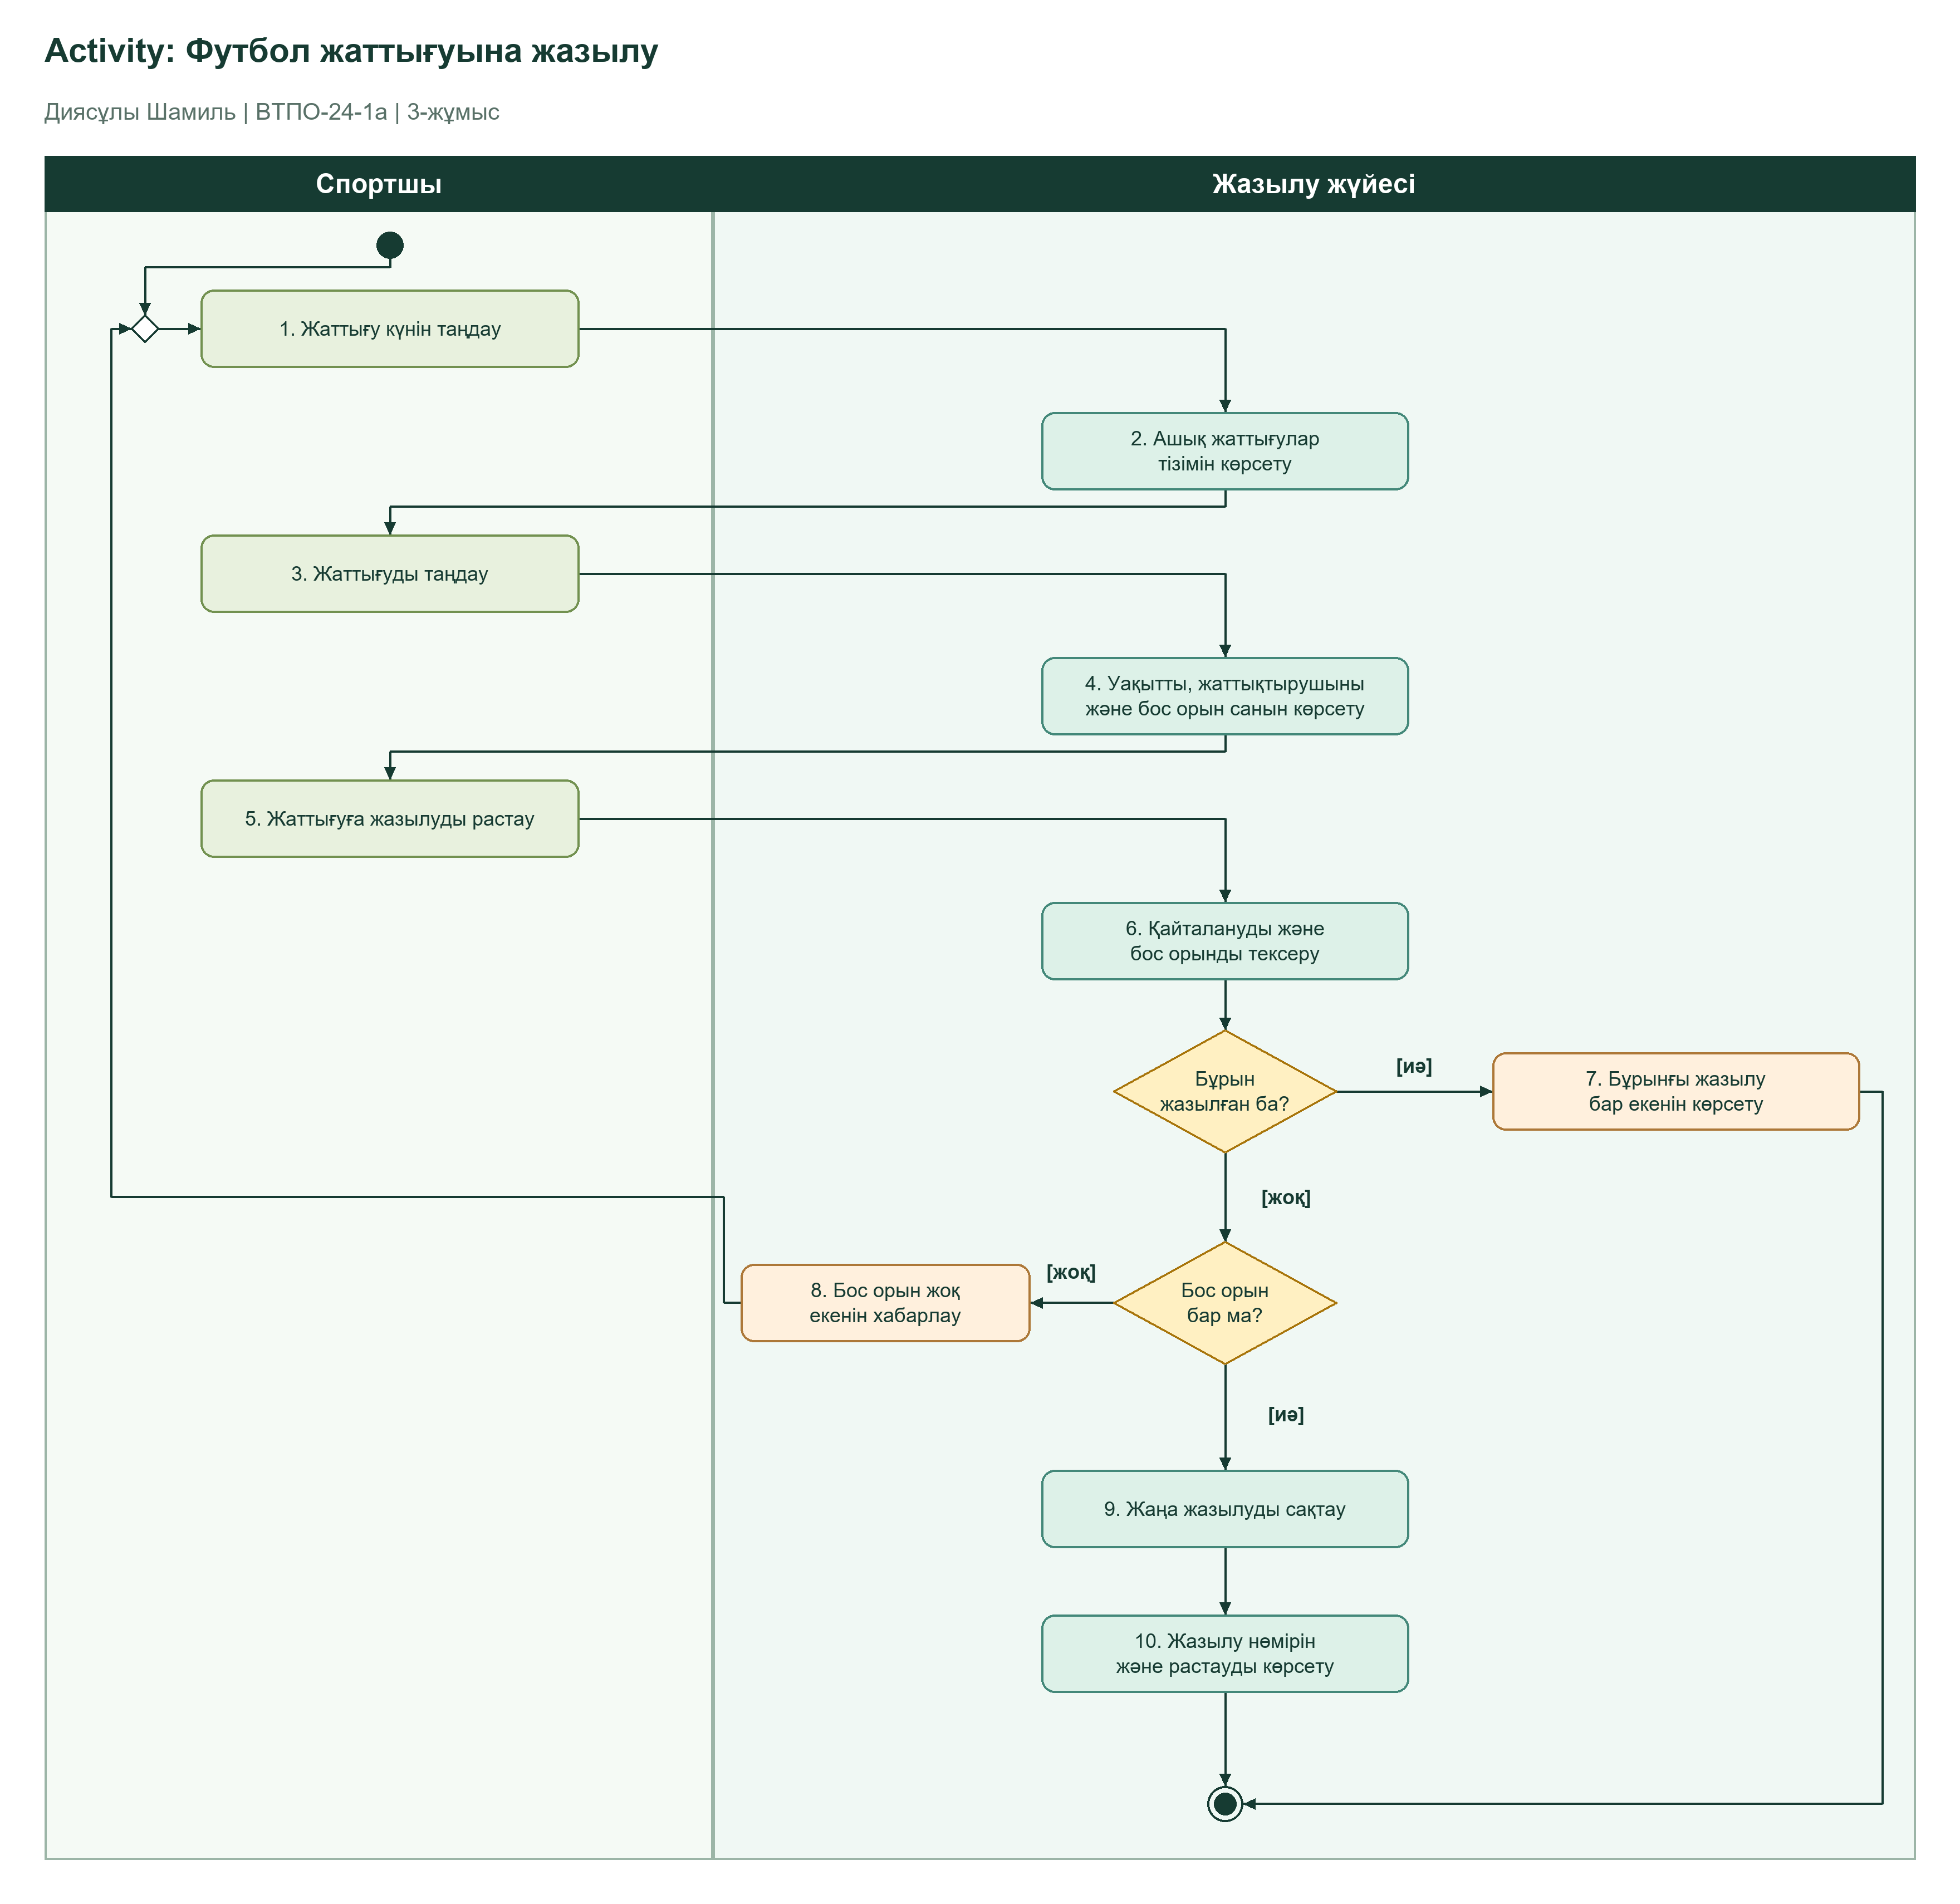 Activity: Футбол жаттығуына жазылу
Диясұлы Шамиль | ВТПО-24-1а | 3-жұмыс
Спортшы
Жазылу жүйесі
1. Жаттығу күнін таңдау
2. Ашық жаттығулар
тізімін көрсету
3. Жаттығуды таңдау
4. Уақытты, жаттықтырушыны
және бос орын санын көрсету
5. Жаттығуға жазылуды растау
6. Қайталануды және
бос орынды тексеру
Бұрын
жазылған ба?
[иә]
7. Бұрынғы жазылу
бар екенін көрсету
[жоқ]
8. Бос орын жоқ
екенін хабарлау
[жоқ]
Бос орын
бар ма?
[иә]
9. Жаңа жазылуды сақтау
10. Жазылу нөмірін
және растауды көрсету